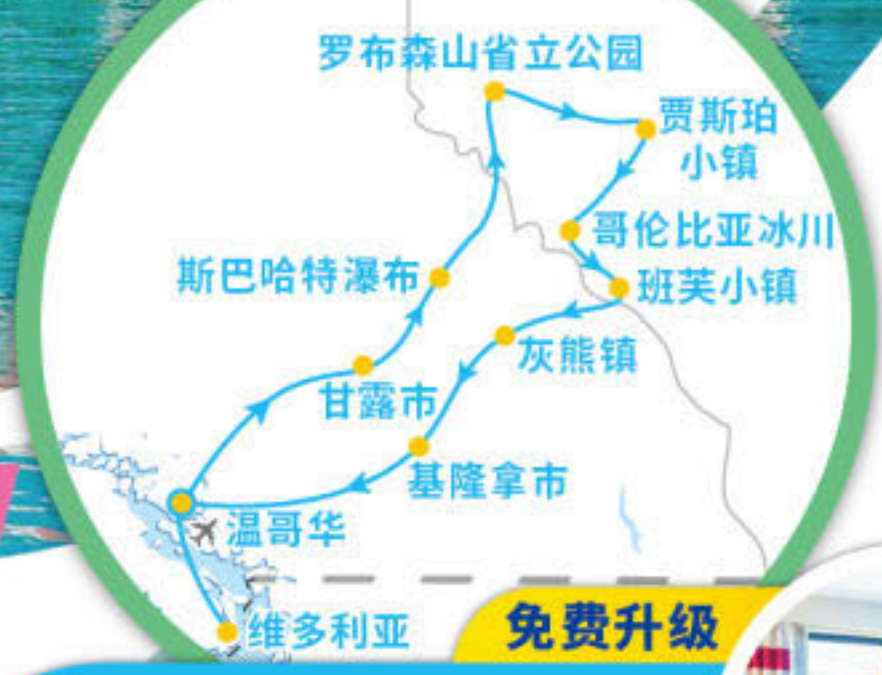 罗布森山省立公园
贾斯珀
小镇
哥伦比亚冰川
斯巴哈特瀑布
班芙小镇
灰熊镇
甘露市
基隆拿市
温哥华
维多利亚
免费升级